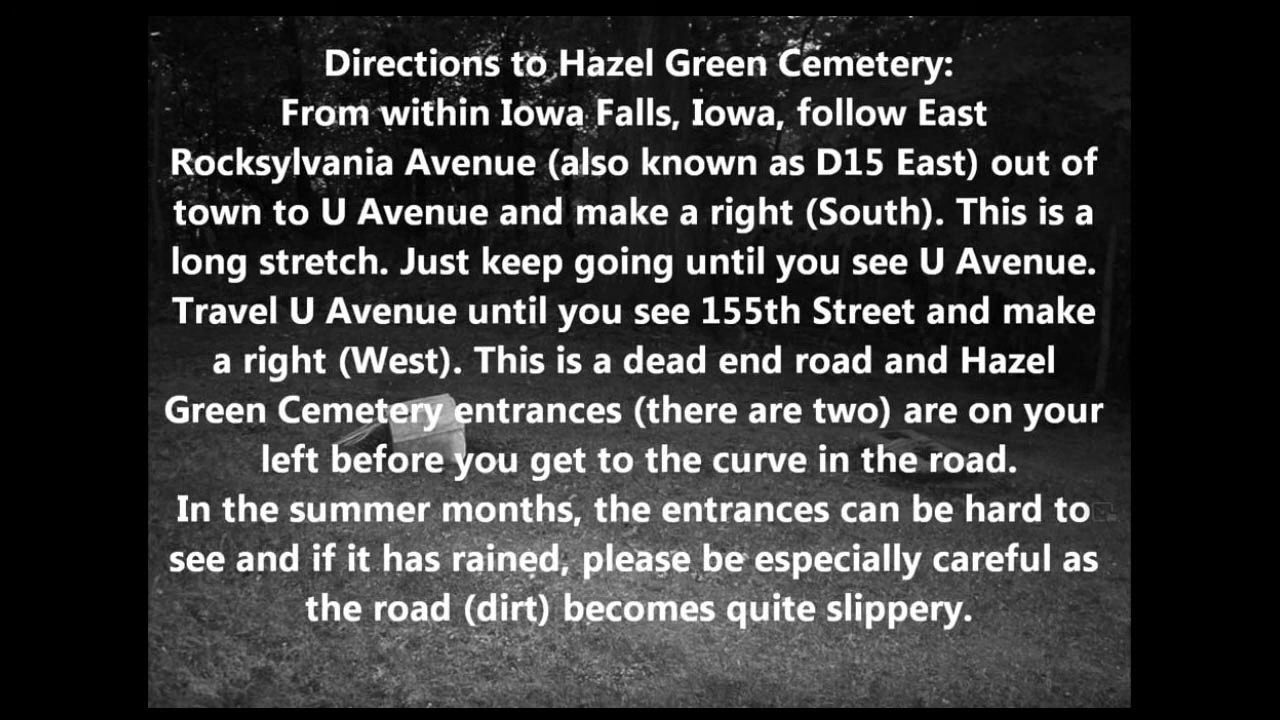 Directions to Hazel Green Cemetery:
From within Iowa Falls, Iowa, follow East
Rocksylvania Avenue (also known as D15 East) out of
town to U Avenue and make a right (South). This is a
long stretch. Just keep going until you see U Avenue.
Travel U Avenue until you see 155th Street and make
a right (West). This is a dead end road and Hazel
Green Cemetery entrances (there are two) are on your
left before you get to the curve in the road.
In the summer months, the entrances can be hard to
see and if it has rained, please be especially careful as
the road (dirt) becomes quite slippery.